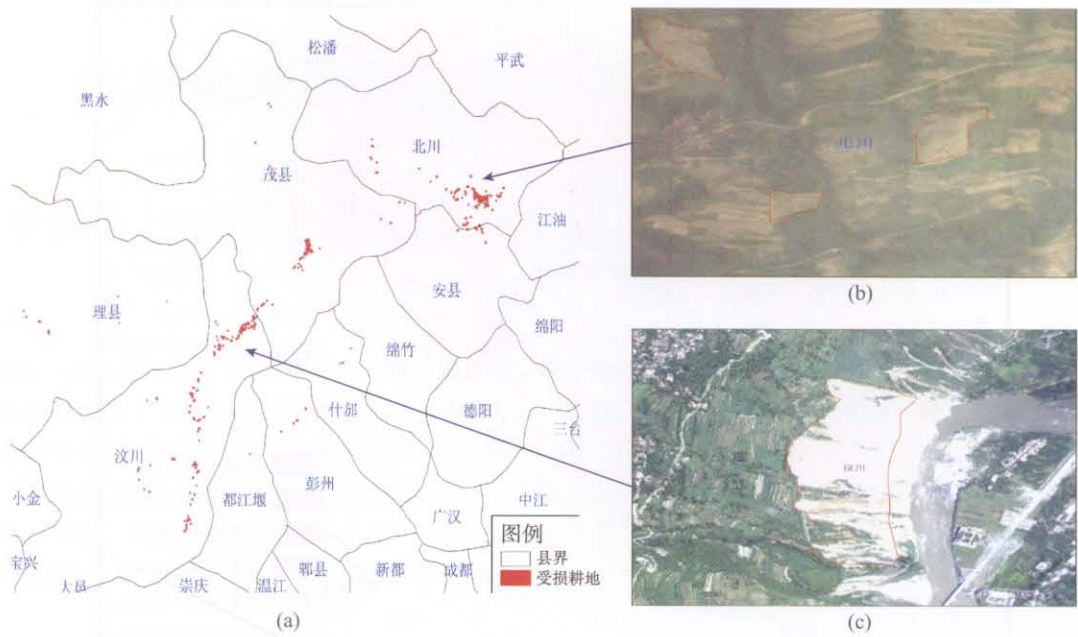 松潘
平武
黑水
北川
茂县
江油
安县
理县
绵阳
绵竹
什邡
德阳
三台
汶川
彭州
小金
都江堰
中江
广汉
宝兴
大邑
崇庆
温江
郫县
新都
成都
图例
县界
受损耕地
(a)
北川
(b)
汶川
(c)